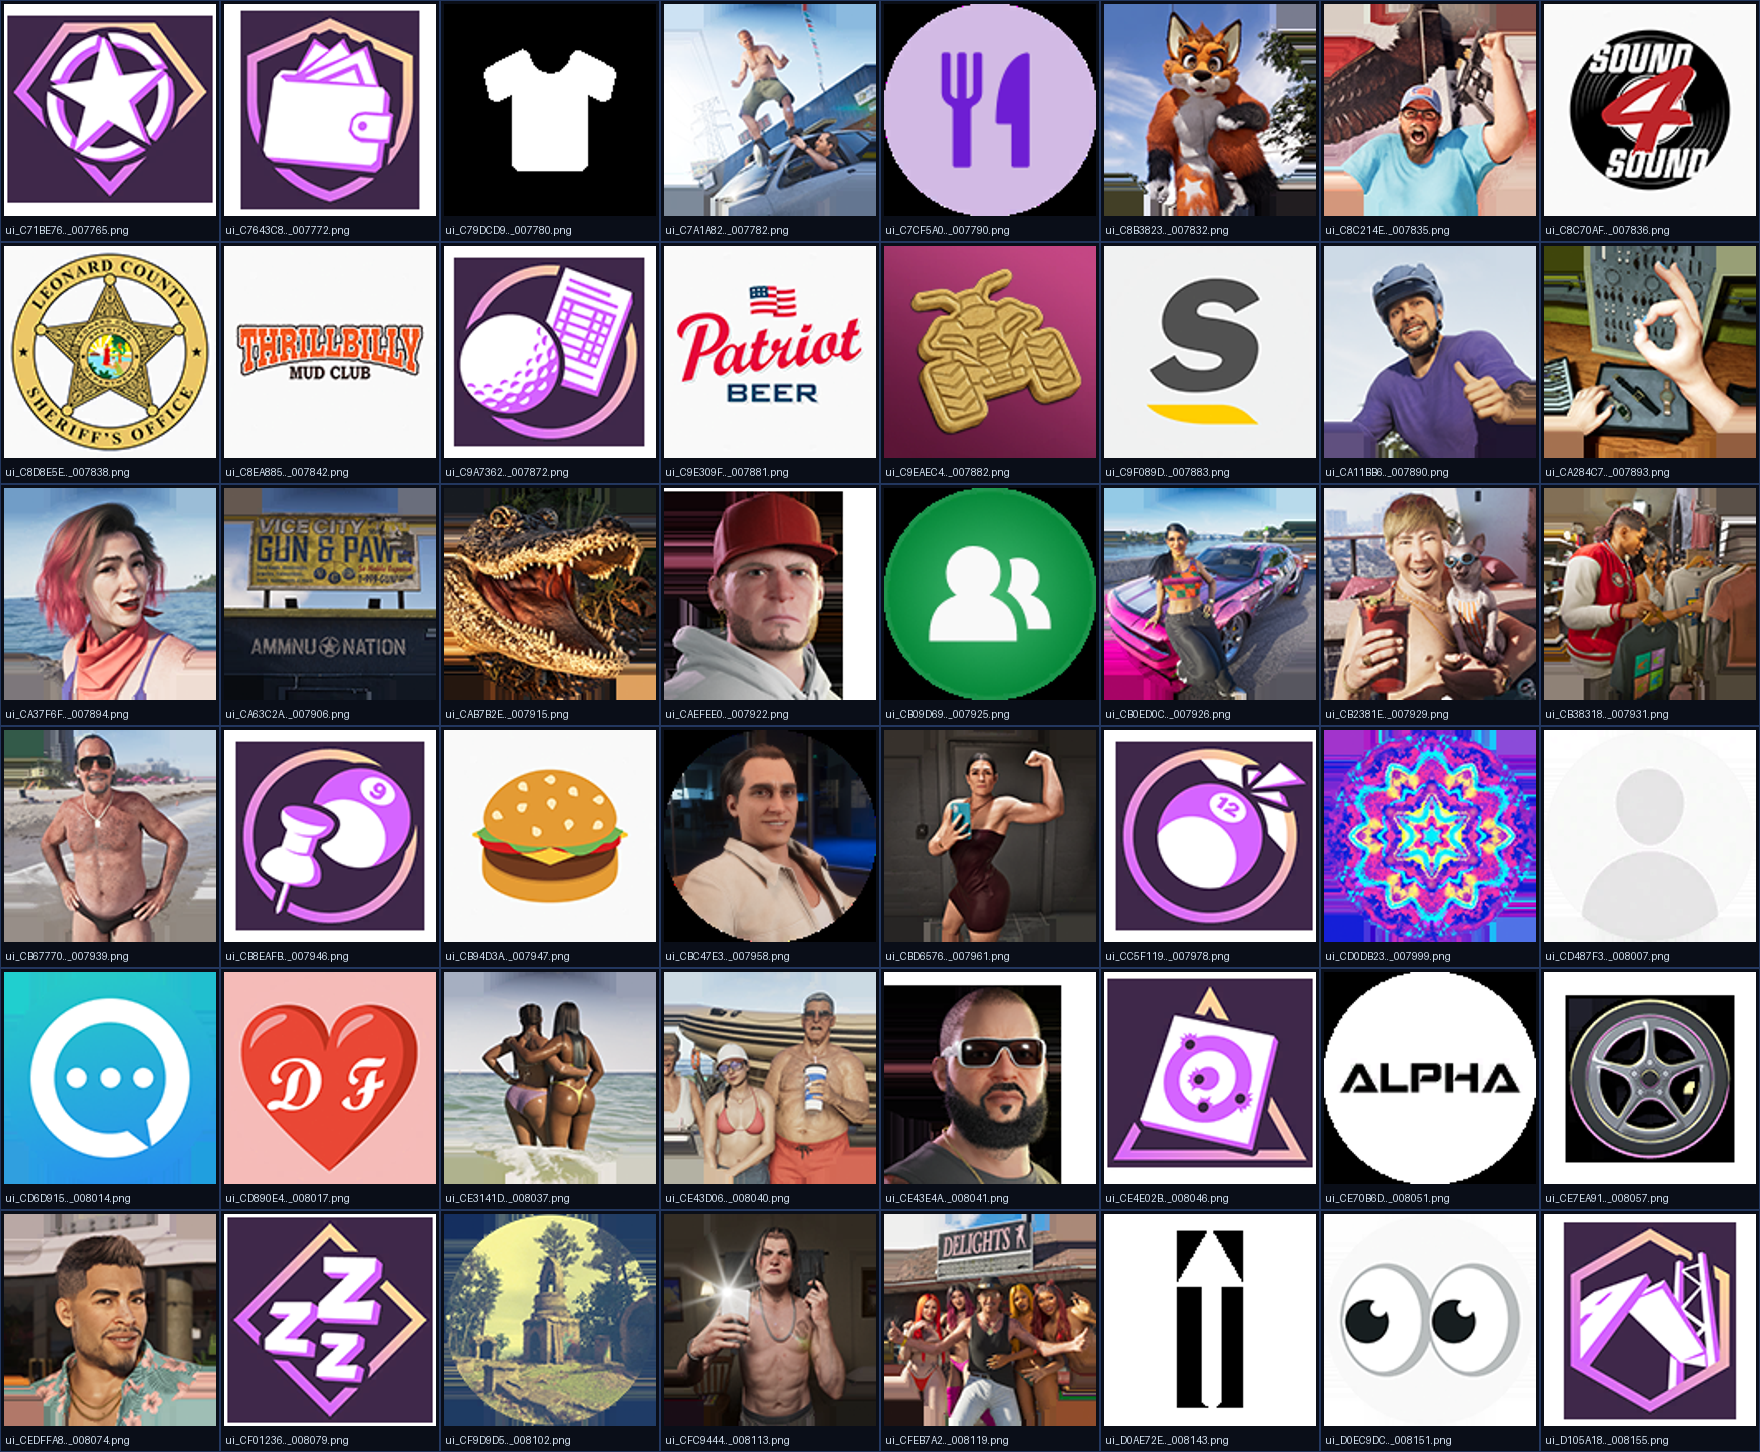 ui_C71BE76.._007765.png
ui_C7643C8.._007772.png
ui_C79DCD9.._007780.png
ui_C7A1A82.._007782.png
ui_C7CF5A0.._007790.png
ui_C8B3823.._007832.png
ui_C8C214E.._007835.png
SOUND
4
SOUND
ui_C8C70AF.._007836.png
LEONARD COUNTY
SHERIFF'S OFFICE
ui_C8D8E5E.._007838.png
THRILLBILLY
MUD CLUB
ui_C8EA885.._007842.png
ui_C9A7362.._007872.png
Patriot
BEER
ui_C9E309F.._007881.png
ui_C9EAEC4.._007882.png
S
ui_C9F089D.._007883.png
ui_CA11BB6.._007890.png
ui_CA284C7.._007893.png
ui_CA37F6F.._007894.png
VICE CITY
GUN & PAWN
AMMNU NATION
ui_CA63C2A.._007906.png
ui_CAB7B2E.._007915.png
ui_CAEFEE0.._007922.png
ui_CB09D69.._007925.png
ui_CB0ED0C.._007926.png
ui_CB2381E.._007929.png
ui_CB38318.._007931.png
ui_CB67770.._007939.png
9
ui_CB8EAFB.._007946.png
ui_CB94D3A.._007947.png
ui_CBC47E3.._007958.png
ui_CBD6576.._007961.png
12
ui_CC5F119.._007978.png
ui_CD0DB23.._007999.png
ui_CD487F3.._008007.png
ui_CD6D915.._008014.png
D F
ui_CD890E4.._008017.png
ui_CE3141D.._008037.png
ui_CE43D06.._008040.png
ui_CE43E4A.._008041.png
ui_CE4E02B.._008046.png
ALPHA
ui_CE70B6D.._008051.png
ui_CE7EA91.._008057.png
ui_CEDFFA8.._008074.png
Z
Z
Z
ui_CF01236.._008079.png
ui_CF9D9D5.._008102.png
ui_CFC9444.._008113.png
DELIGHTS
ui_CFEB7A2.._008119.png
ui_D0AE72E.._008143.png
ui_D0EC9DC.._008151.png
ui_D105A18.._008155.png